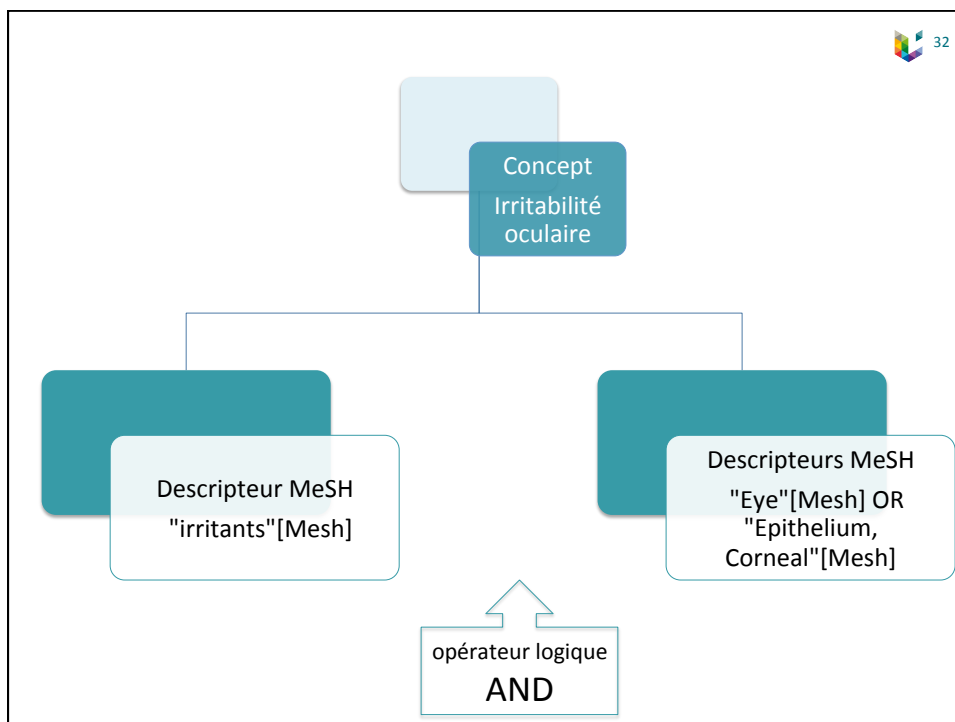 32
Concept
Irritabilité
oculaire
Descripteur MeSH
"irritants"[Mesh]
Descripteurs MeSH
"Eye"[Mesh] OR
"Epithelium,
Corneal"[Mesh]
opérateur logique
AND